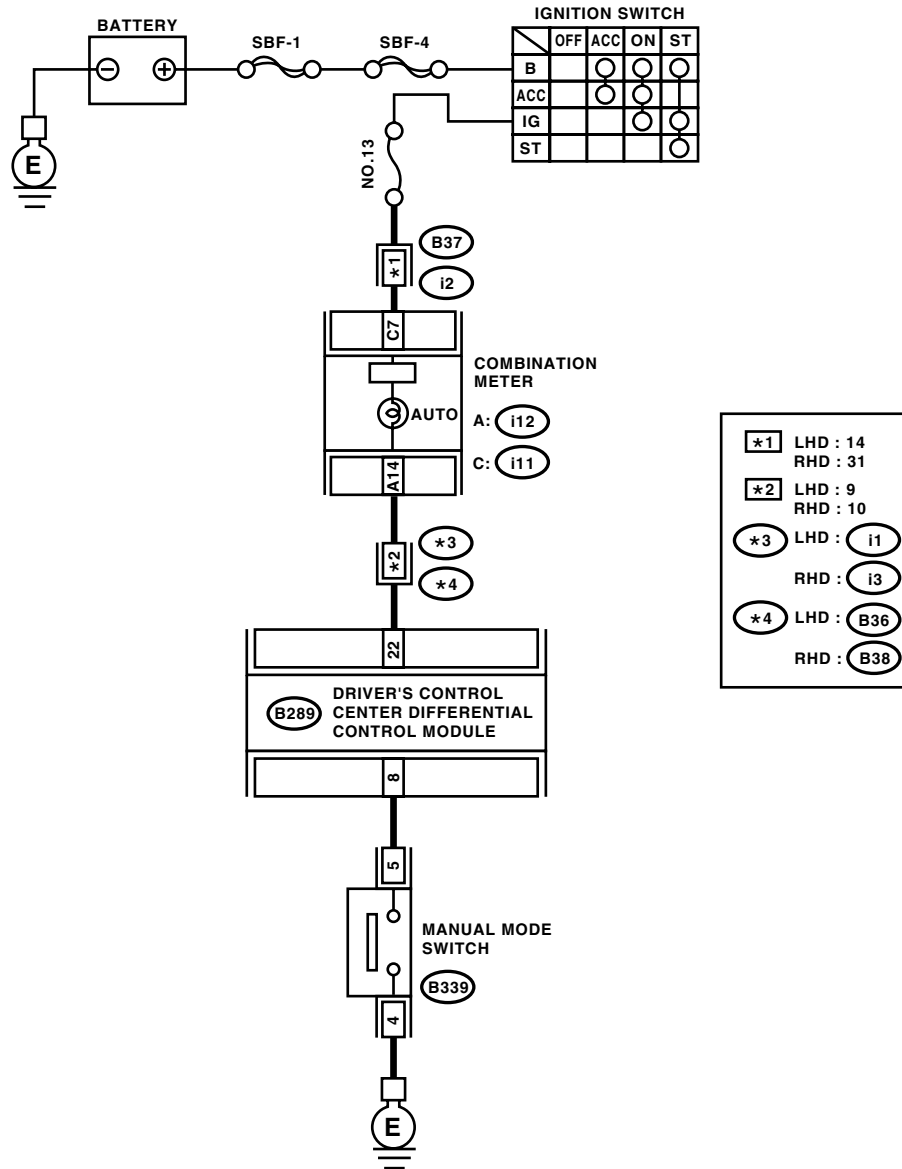 IGNITION SWITCH
BATTERY
SBF-1
SBF-4
OFF ACC ON ST
B
ACC
IG
ST
E
NO.13
*1
B37
i2
C7
COMBINATION
METER
AUTO
A: i12
C: i11
A14
*2
*3
*4
22
B289
DRIVER'S CONTROL
CENTER DIFFERENTIAL
CONTROL MODULE
8
5
MANUAL MODE
SWITCH
B339
4
E
*1 LHD : 14
RHD : 31
*2 LHD : 9
RHD : 10
*3 LHD : i1
RHD : i3
*4 LHD : B36
RHD : B38